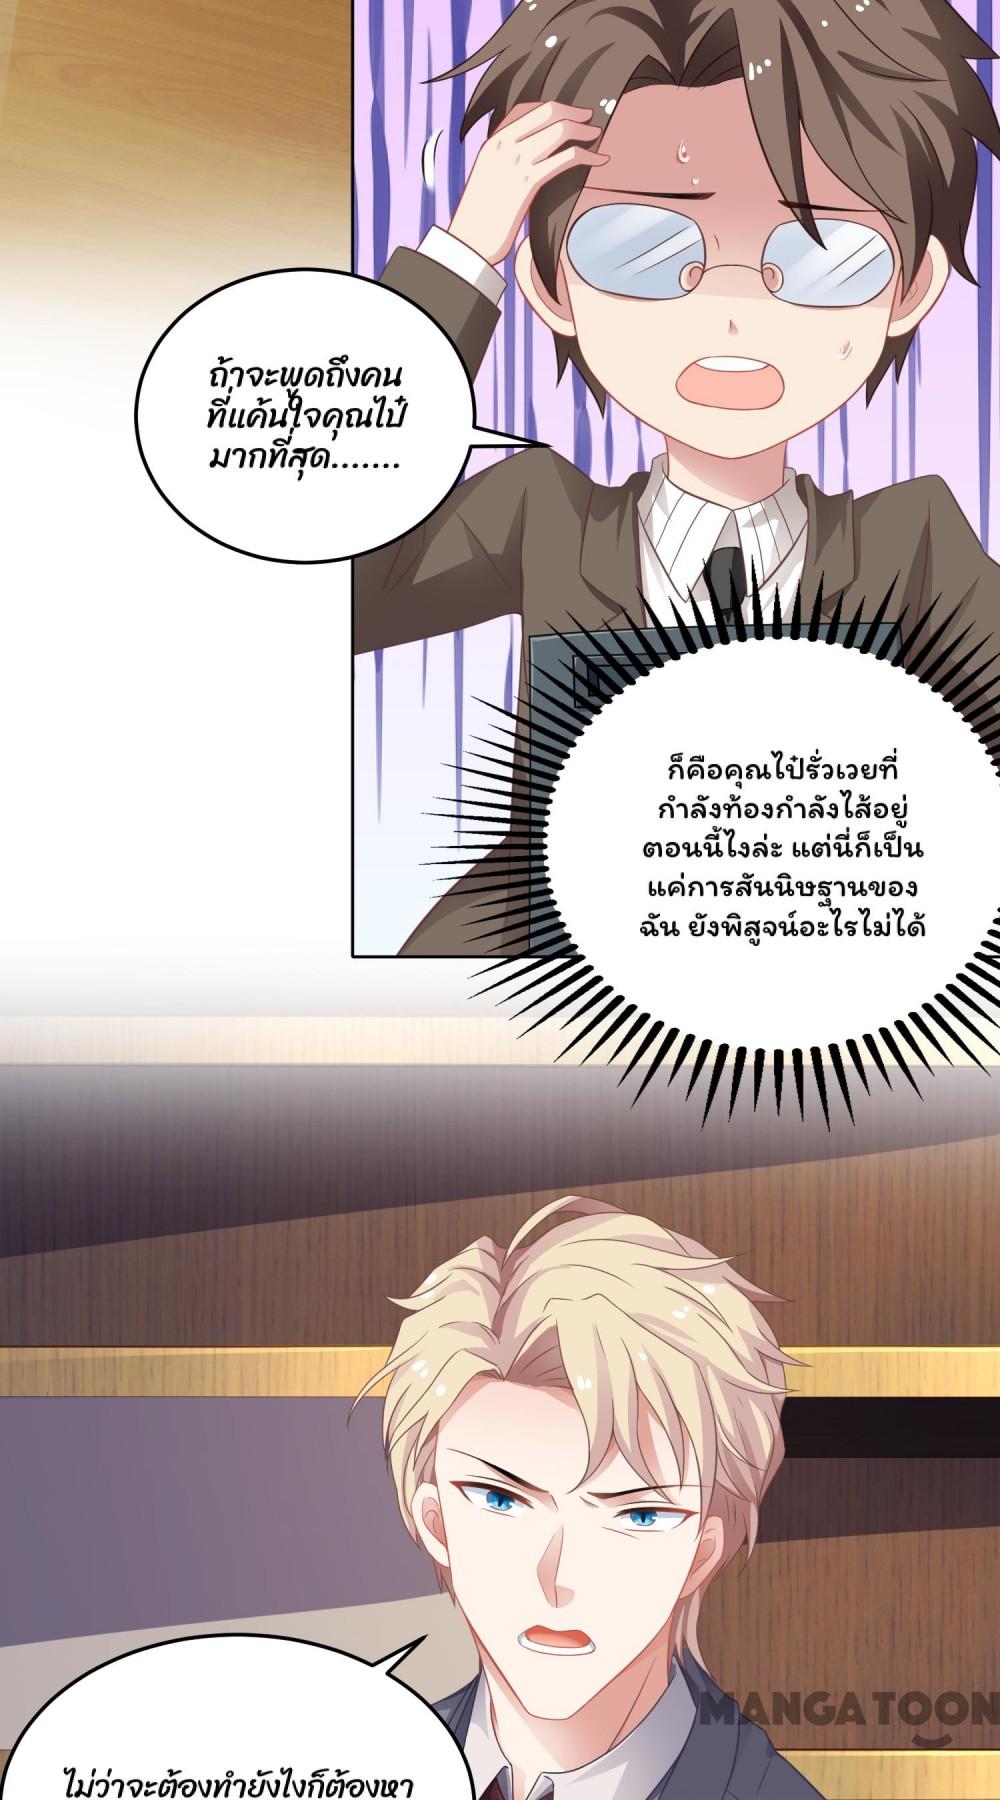 ถ้าจะพูดถึงคน
ที่แค้นใจคุณไป๋
มากที่สุด.......
ก็คือคุณไป๋รั่วเวยที่
กำลังท้องกำลังไส้อยู่
ตอนนี้ไงล่ะ แต่นี่ก็เป็น
แค่การสันนิษฐานของ
ฉัน ยังพิสูจน์อะไรไม่ได้
MANGATOON
ไม่ว่าจะต้องทำยังไงก็ต้องหา